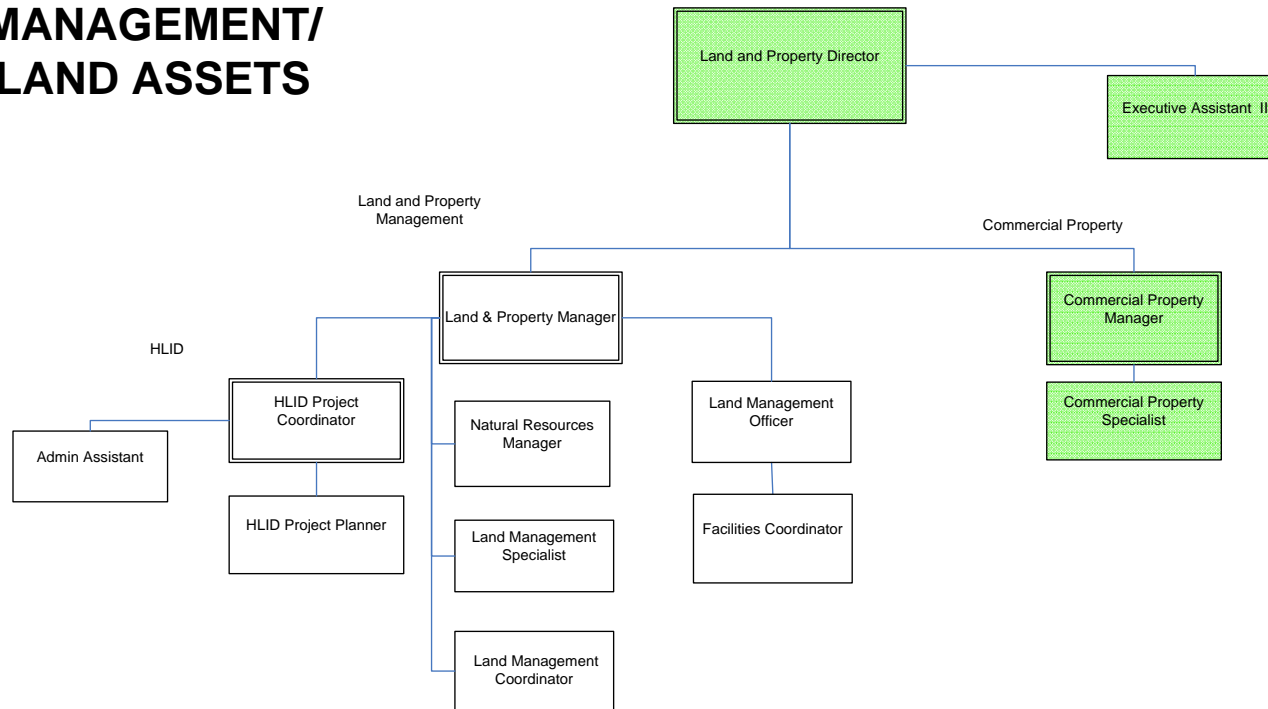 MANAGEMENT/
LAND ASSETS
Land and Property Director
Executive Assistant II
Land and Property
Management
Commercial Property
Land & Property Manager
Commercial Property
Manager
HLID
HLID Project
Coordinator
Land Management
Officer
Commercial Property
Specialist
Natural Resources
Manager
Admin Assistant
HLID Project Planner
Facilities Coordinator
Land Management
Specialist
Land Management
Coordinator